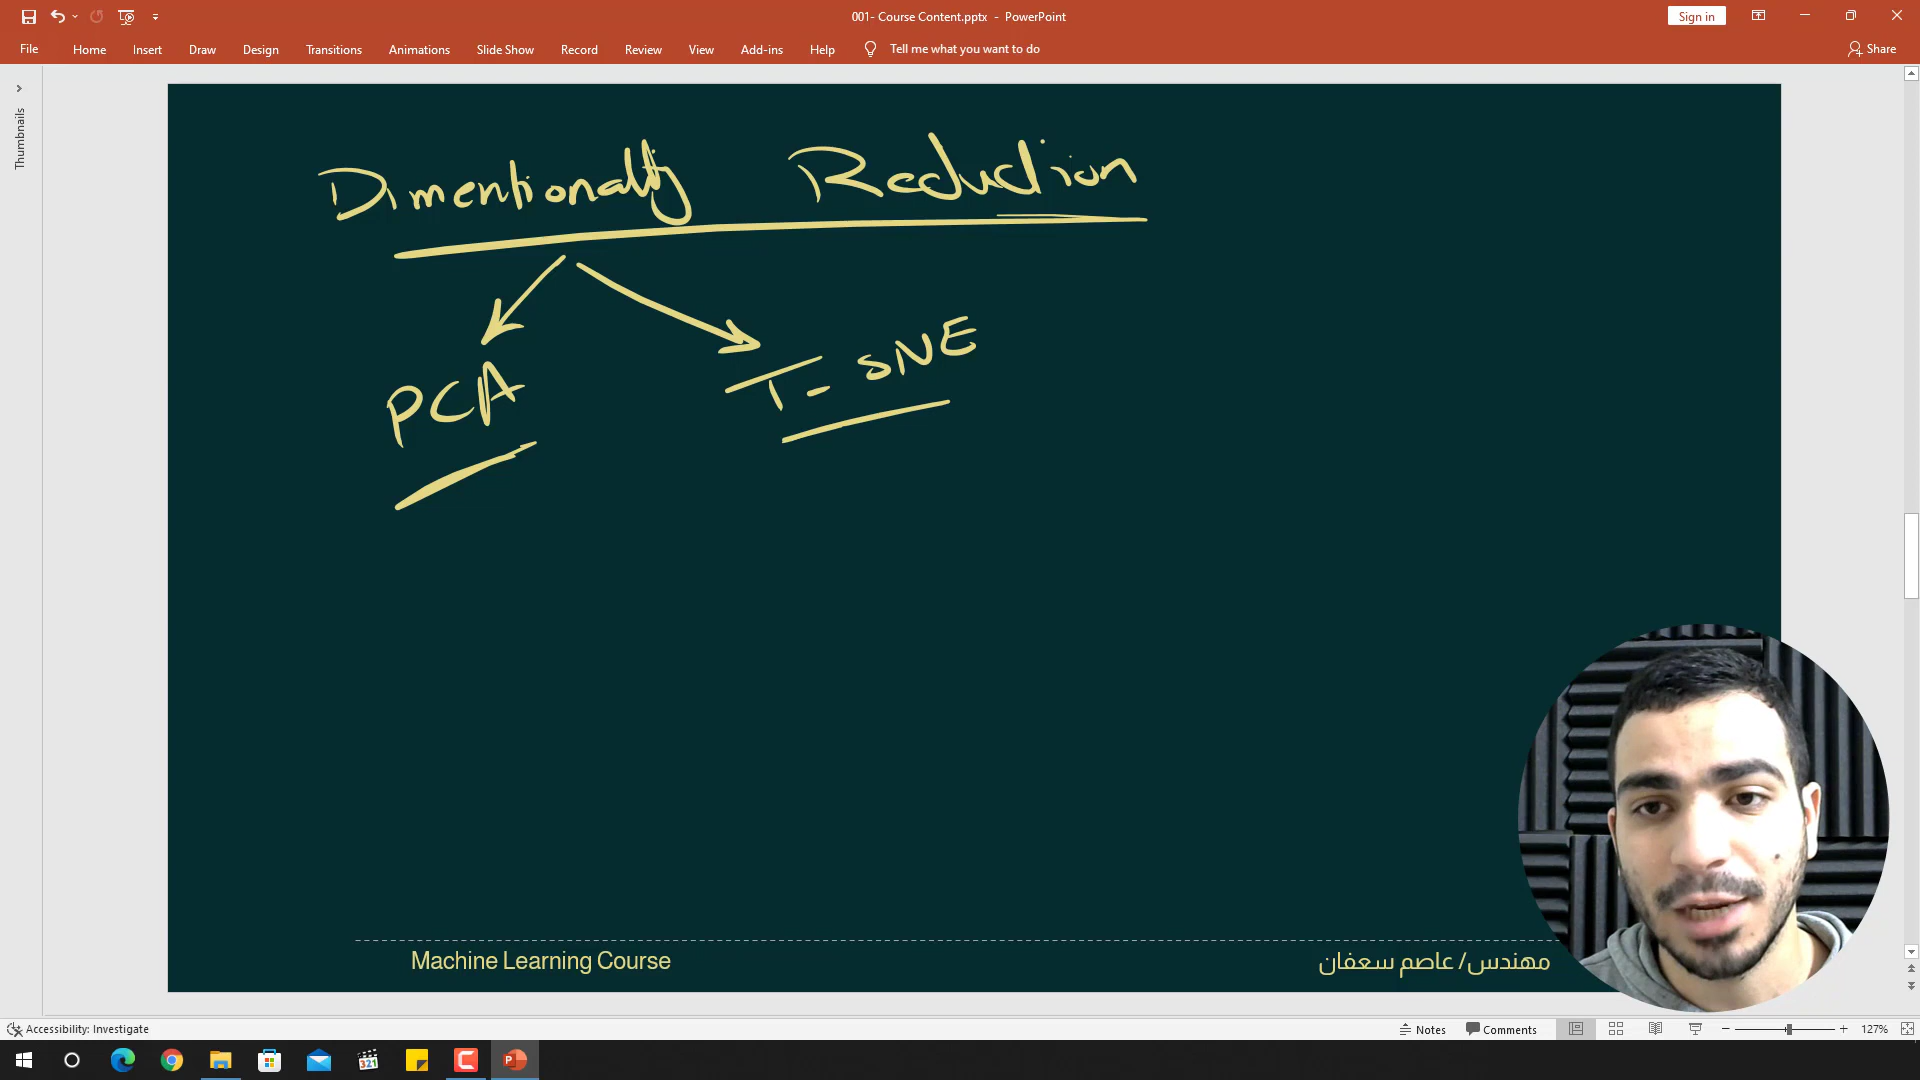 001- Course Content.pptx - PowerPoint
Sign in
File Home Insert Draw Design Transitions Animations Slide Show Record Review View Add-ins Help Tell me what you want to do Share
Thumbnails
Dimentionality Reduction
PCA
T- SNE
Machine Learning Course
مهندس/ عاصم سعفان
Accessibility: Investigate Notes Comments 127%
321